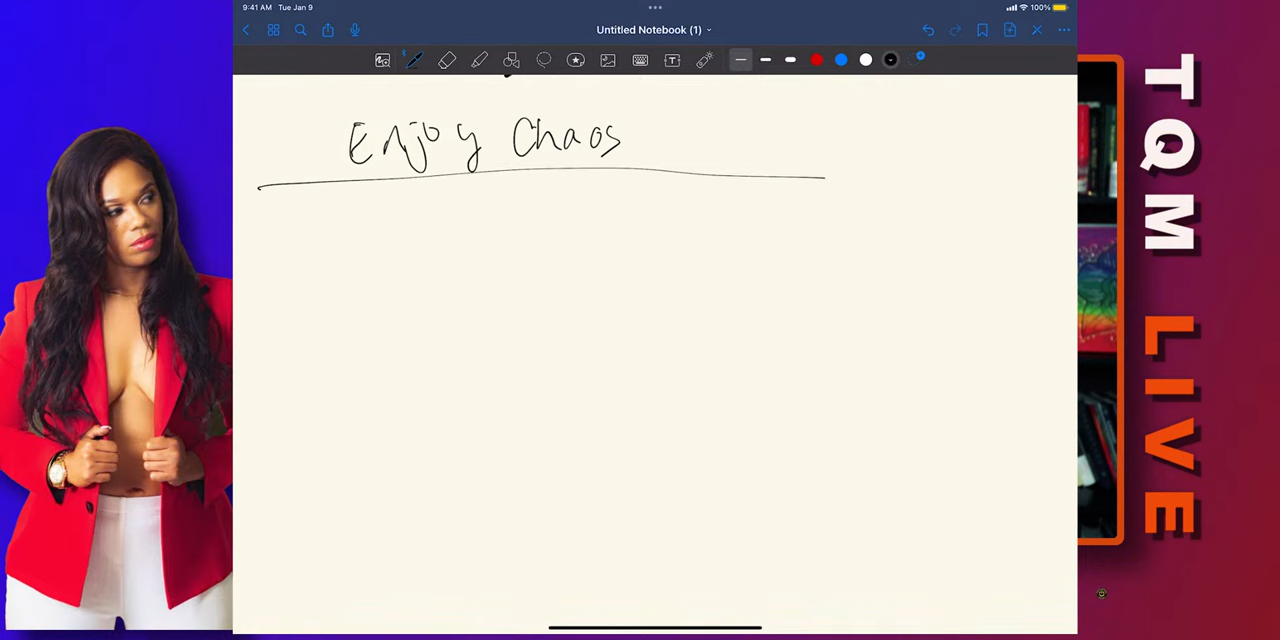 9:41 AM Tue Jan 9
100%
Untitled Notebook (1)
Enjoy Chaos
TQM LIVE